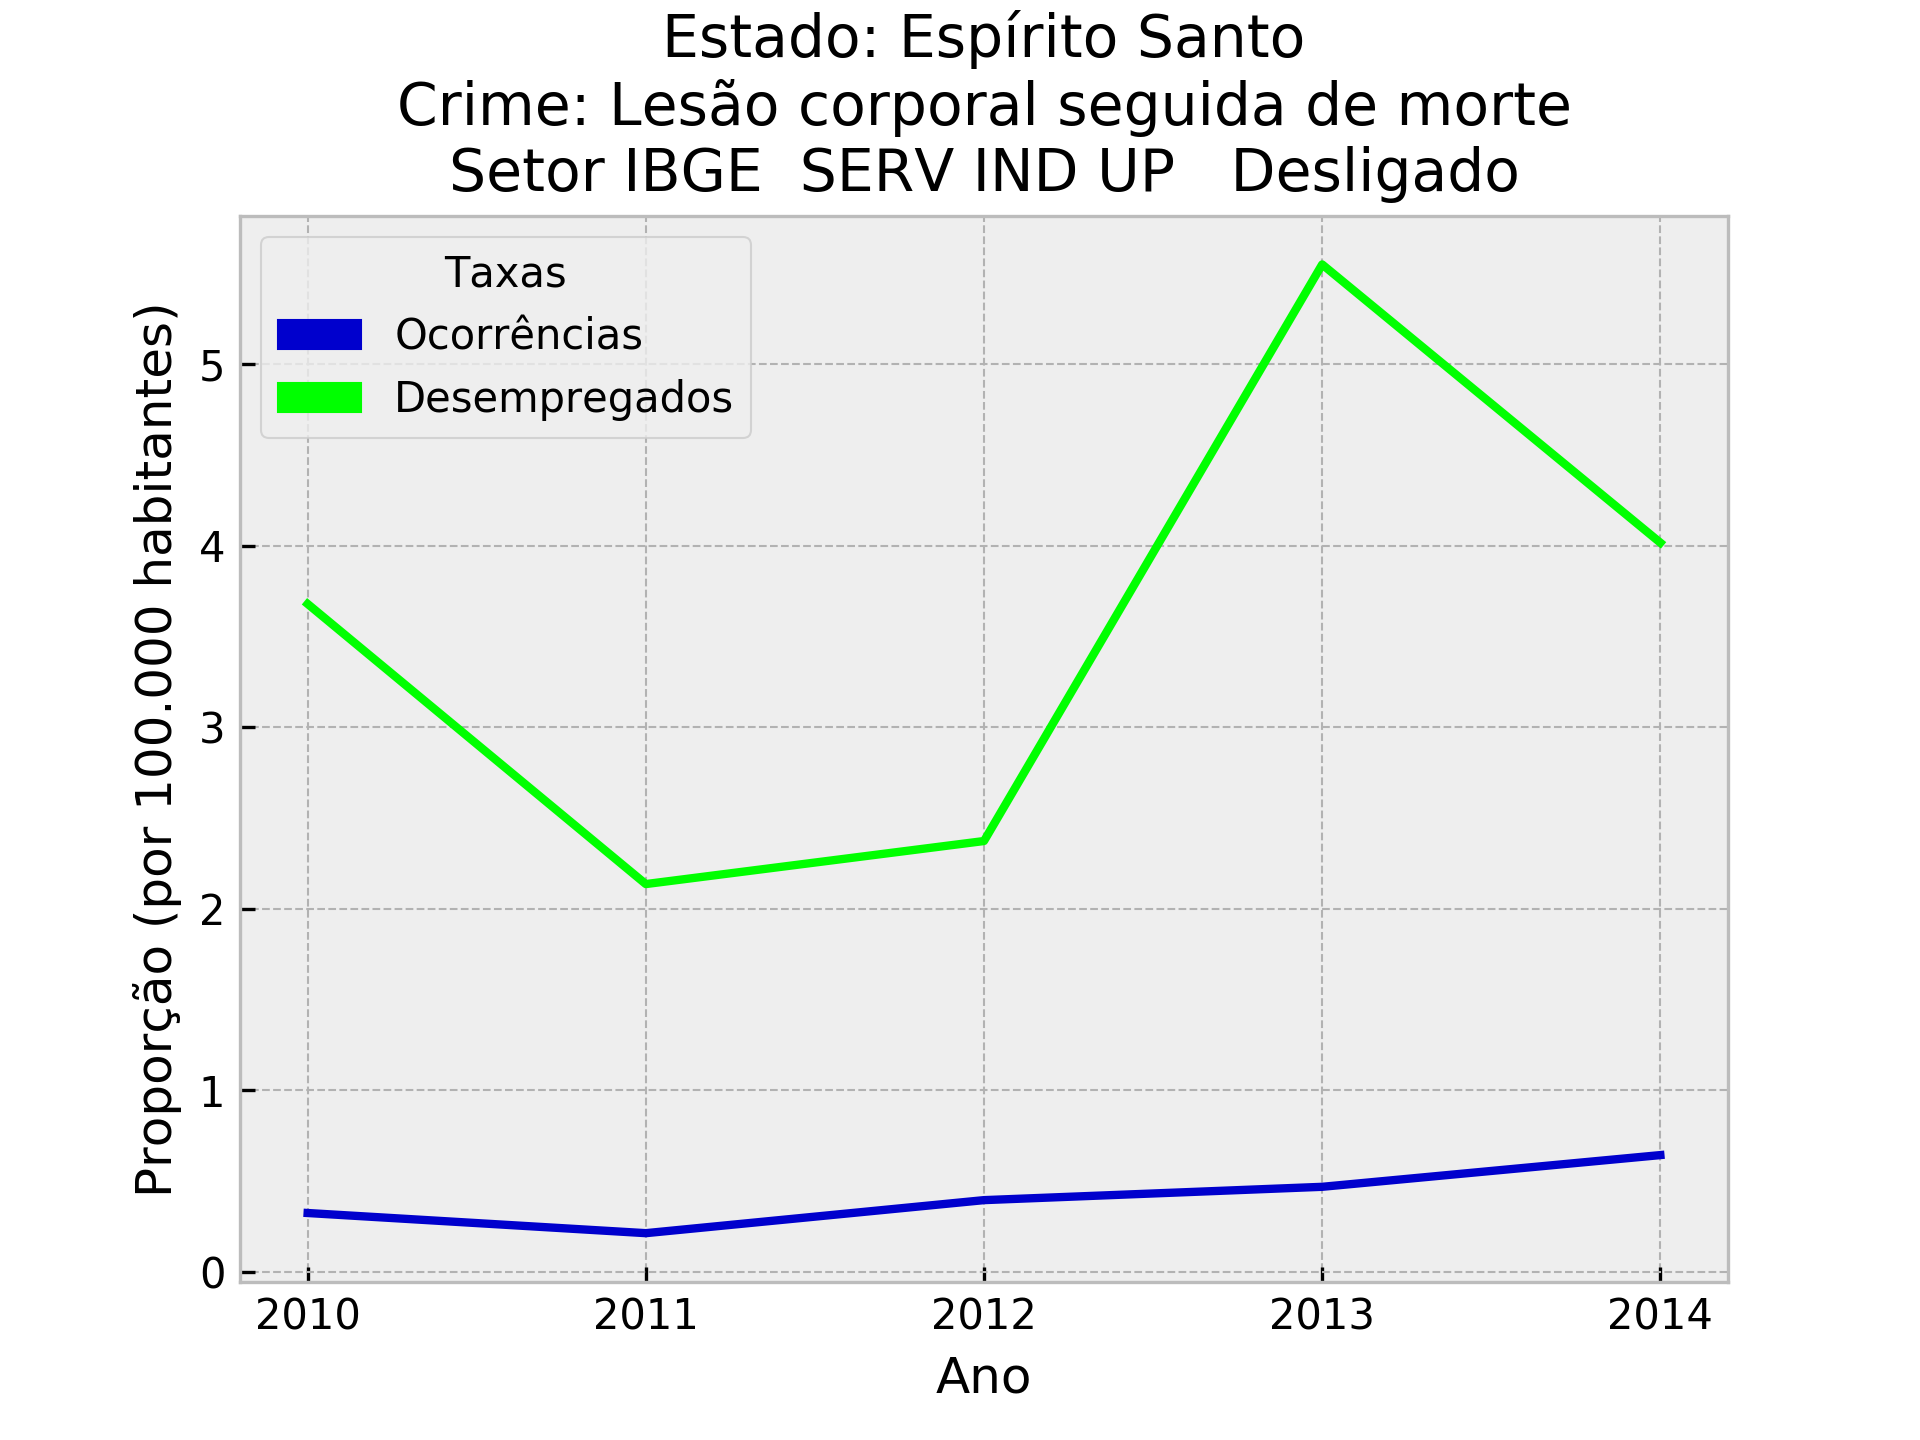 Estado: Espírito Santo
Crime: Lesão corporal seguida de morte
Setor IBGE  SERV IND UP   Desligado
Taxas
Ocorrências
Desempregados
Proporção (por 100.000 habitantes)
5
4
3
2
1
0
2010 2011 2012 2013 2014
Ano